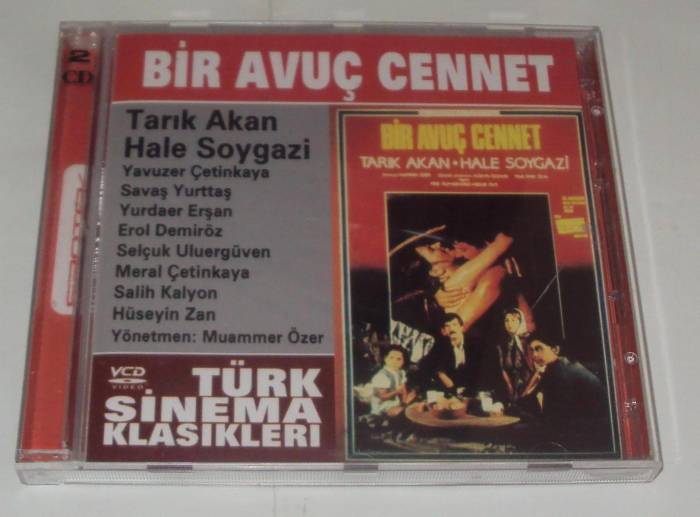 2
CD
BİR AVUÇ CENNET
Tarık Akan
Hale Soygazi
Yavuzer Çetinkaya
Savaş Yurttaş
Yurdaer Erşan
Erol Demiröz
Selçuk Uluergüven
Meral Çetinkaya
Salih Kalyon
Hüseyin Zan
Yönetmen: Muammer Özer
VCD
VIDEO
TÜRK
SİNEMA
KLASİKLERİ
BİR AVUÇ CENNET
TARIK AKAN • HALE SOYGAZİ